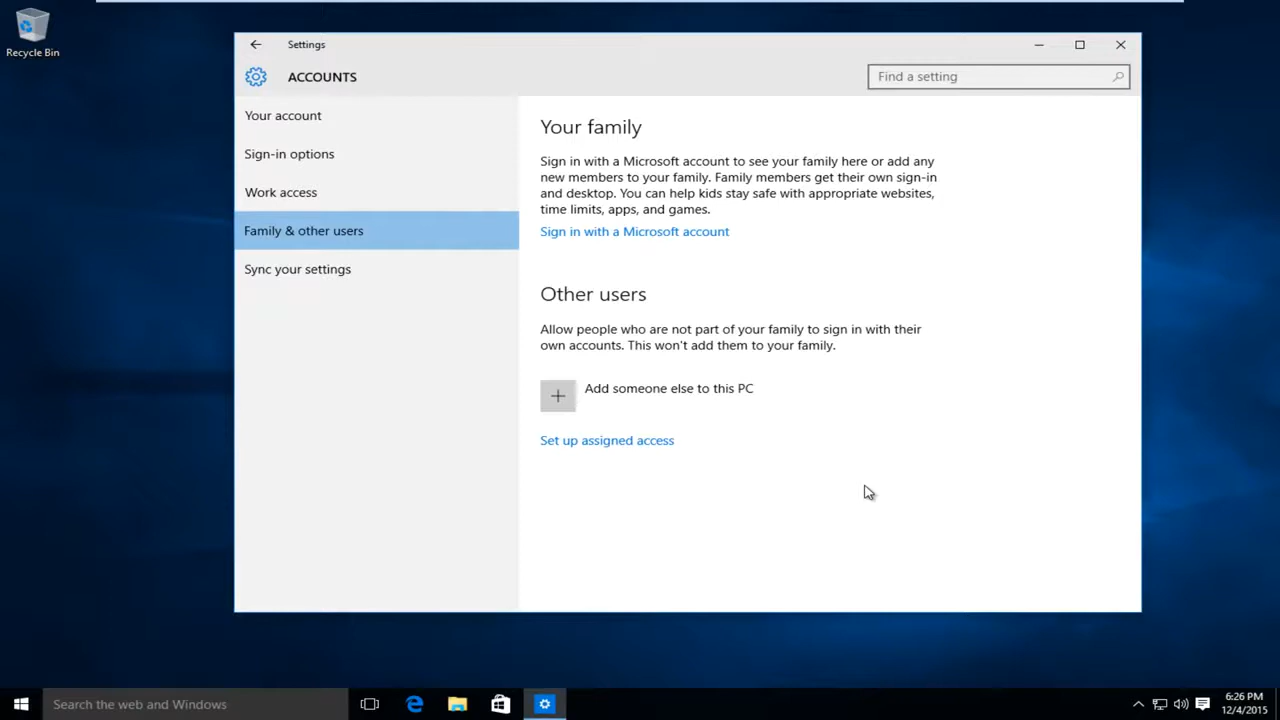 Recycle Bin
Settings
ACCOUNTS
Find a setting
Your account
Sign-in options
Work access
Family & other users
Sync your settings
Your family
Sign in with a Microsoft account to see your family here or add any
new members to your family. Family members get their own sign-in
and desktop. You can help kids stay safe with appropriate websites,
time limits, apps, and games.
Sign in with a Microsoft account
Other users
Allow people who are not part of your family to sign in with their
own accounts. This won't add them to your family.
Add someone else to this PC
Set up assigned access
Search the web and Windows
6:26 PM
12/4/2015